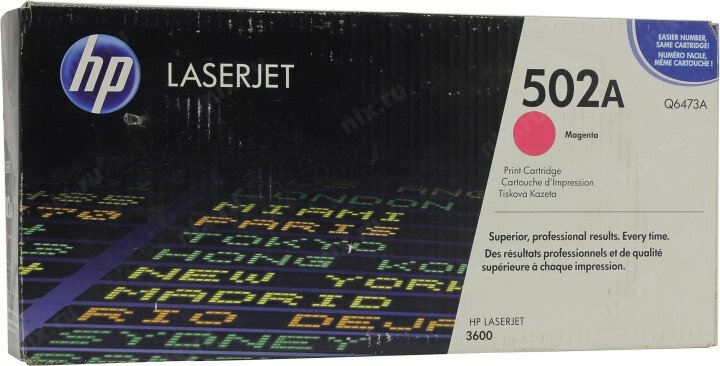 hp
LASERJET
EASIER NUMBER,
SAME CARTRIDGE!
NUMÉRO FACILE,
MÊME CARTOUCHE !
502A
Q6473A
Magenta
Print Cartridge
Cartouche d'Impression
Tisková Kazeta
Superior, professional results. Every time.
Des résultats professionnels et de qualité
supérieure à chaque impression.
HP LASERJET
3600
LONDON
MIAMI
PARIS
TOKYO
HONG KONG
NEW YORK
MADRID
RIO DEJA
SYDNEY
nix.ru